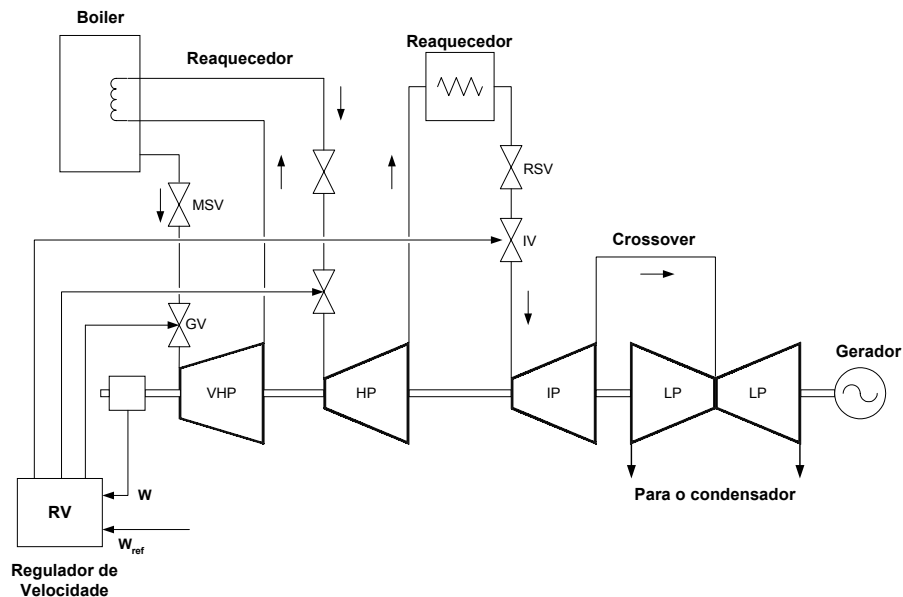 Boiler
Reaquecedor
Reaquecedor
MSV
RSV
IV
Crossover
GV
VHP
HP
IP
LP
LP
Gerador
W
RV
Wref
Para o condensador
Regulador de
Velocidade